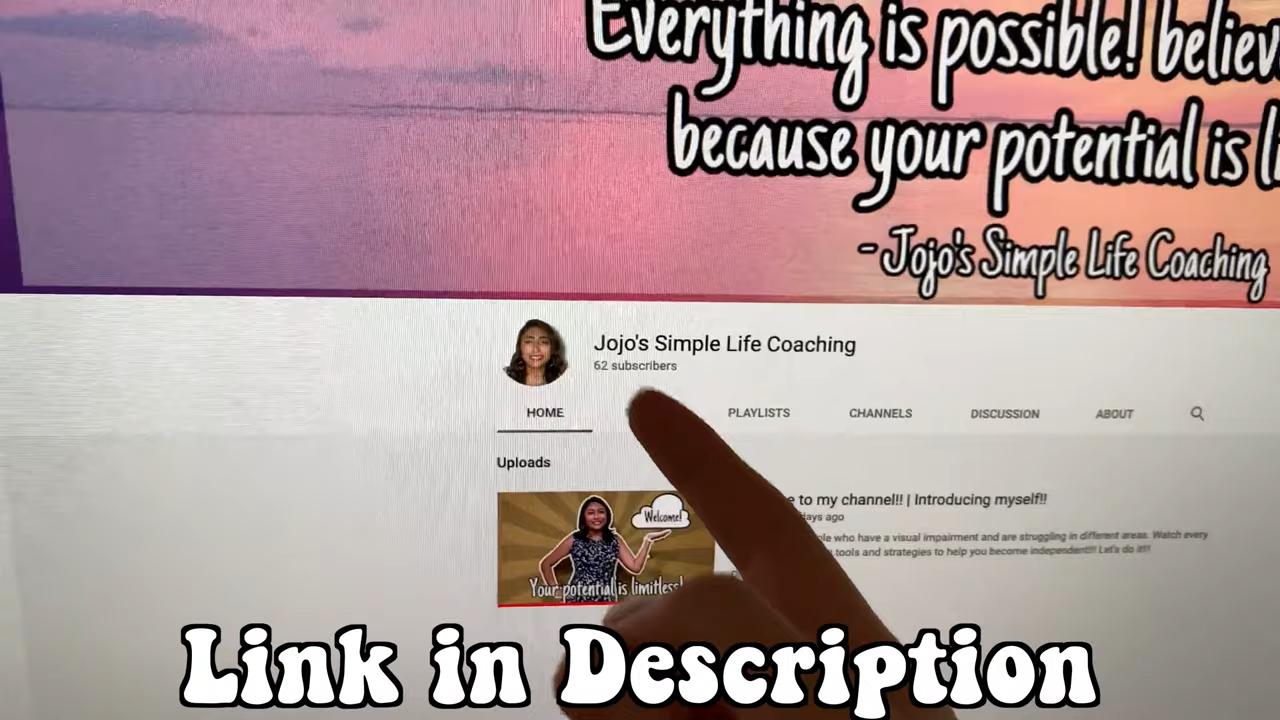 Everything is possible! believ
because your potential is li
- Jojo's Simple Life Coaching
Jojo's Simple Life Coaching
62 subscribers
HOME PLAYLISTS CHANNELS DISCUSSION ABOUT
Uploads
e to my channel!! | Introducing myself!!
days ago
ple who have a visual impairment and are struggling in different areas. Watch every
tools and strategies to help you become independent!!! Let's do it!!!
Welcome!
Your potential is limitless!
Link in Description